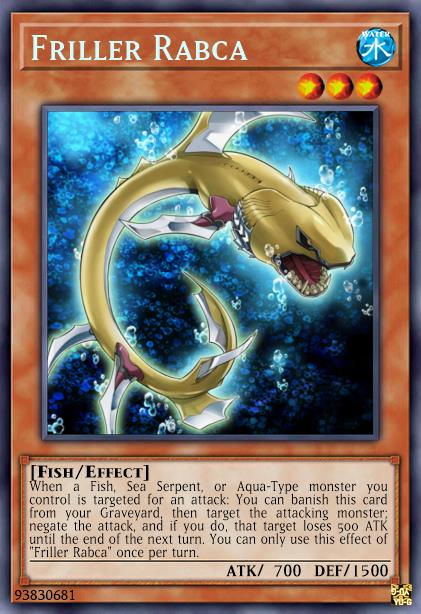 Friller Rabca
WATER
水
[Fish/Effect]
When a Fish, Sea Serpent, or Aqua-Type monster you
control is targeted for an attack: You can banish this card
from your Graveyard, then target the attacking monster;
negate the attack, and if you do, that target loses 500 ATK
until the end of the next turn. You can only use this effect of
"Friller Rabca" once per turn.
ATK/ 700 DEF/1500
93830681